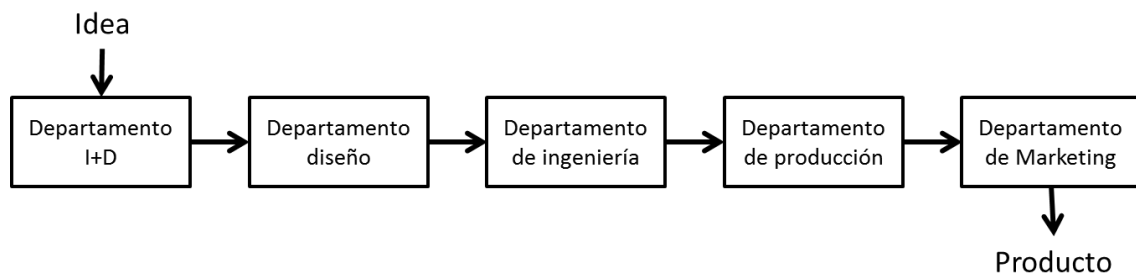 Idea
Departamento
I+D
Departamento
diseño
Departamento
de ingeniería
Departamento
de producción
Departamento
de Marketing
Producto